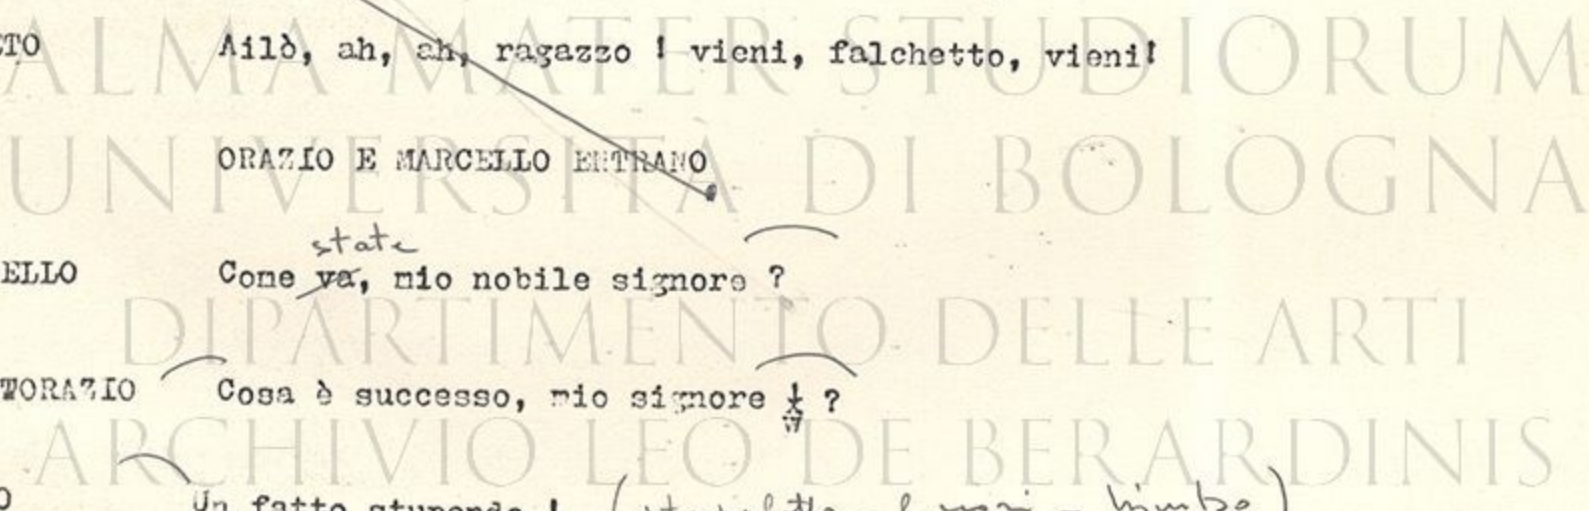 ALMA MATER STUDIORUM
TO Ailò, ah, ah, ragazzo ! vieni, falchetto, vieni!
UNIVERSITÀ DI BOLOGNA
ORAZIO E MARCELLO ENTRANO
state
ELLO Come va, mio nobile signore ?
DIPARTIMENTO DELLE ARTI
ORAZIO Cosa è successo, mio signore ?
ARCHIVIO LEO DE BERARDINIS
O Un fatto stupendo !